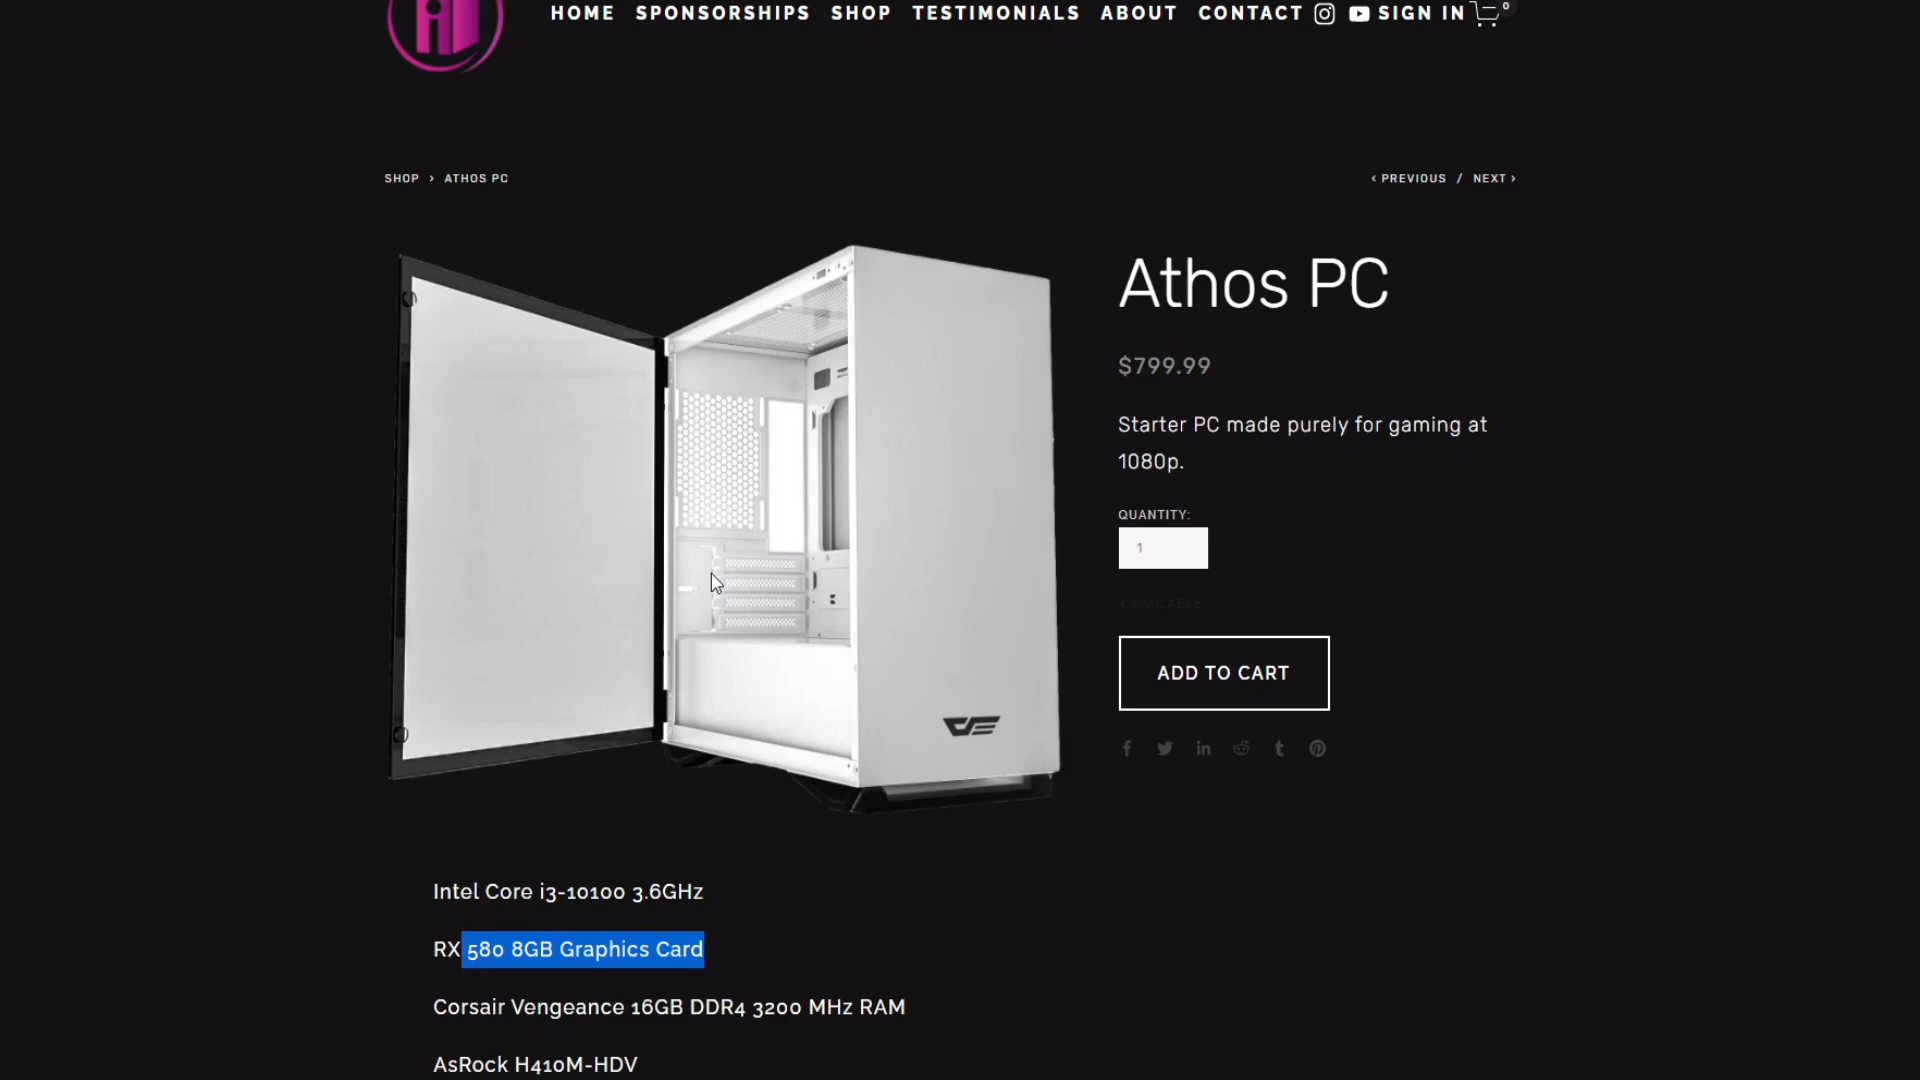 HOME SPONSORSHIPS SHOP TESTIMONIALS ABOUT CONTACT SIGN IN 0
SHOP › ATHOS PC
‹ PREVIOUS / NEXT ›
Athos PC
$799.99
Starter PC made purely for gaming at
1080p.
QUANTITY:
1
< AVAILABLE
ADD TO CART
Intel Core i3-10100 3.6GHz
RX 580 8GB Graphics Card
Corsair Vengeance 16GB DDR4 3200 MHz RAM
AsRock H410M-HDV